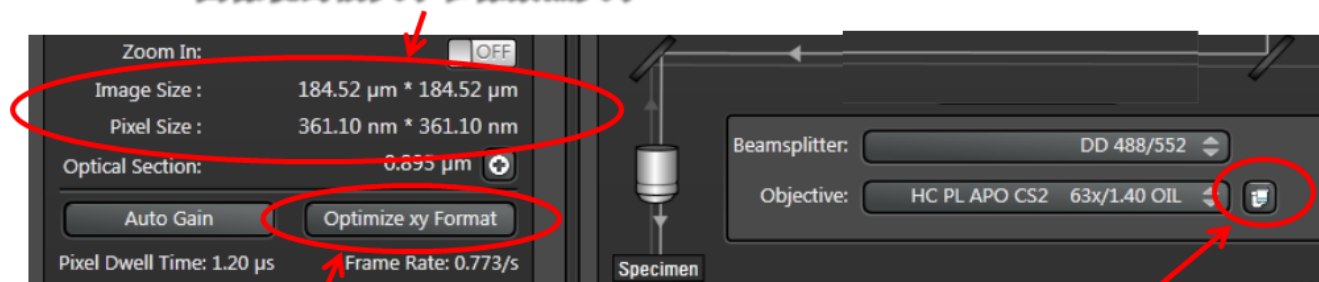 Zoom In: OFF
Image Size : 184.52 µm * 184.52 µm
Pixel Size : 361.10 nm * 361.10 nm
Optical Section: 0.895 µm
Auto Gain Optimize xy Format
Pixel Dwell Time: 1.20 µs Frame Rate: 0.773/s
Beamsplitter: DD 488/552
Objective: HC PL APO CS2 63x/1.40 OIL
Specimen